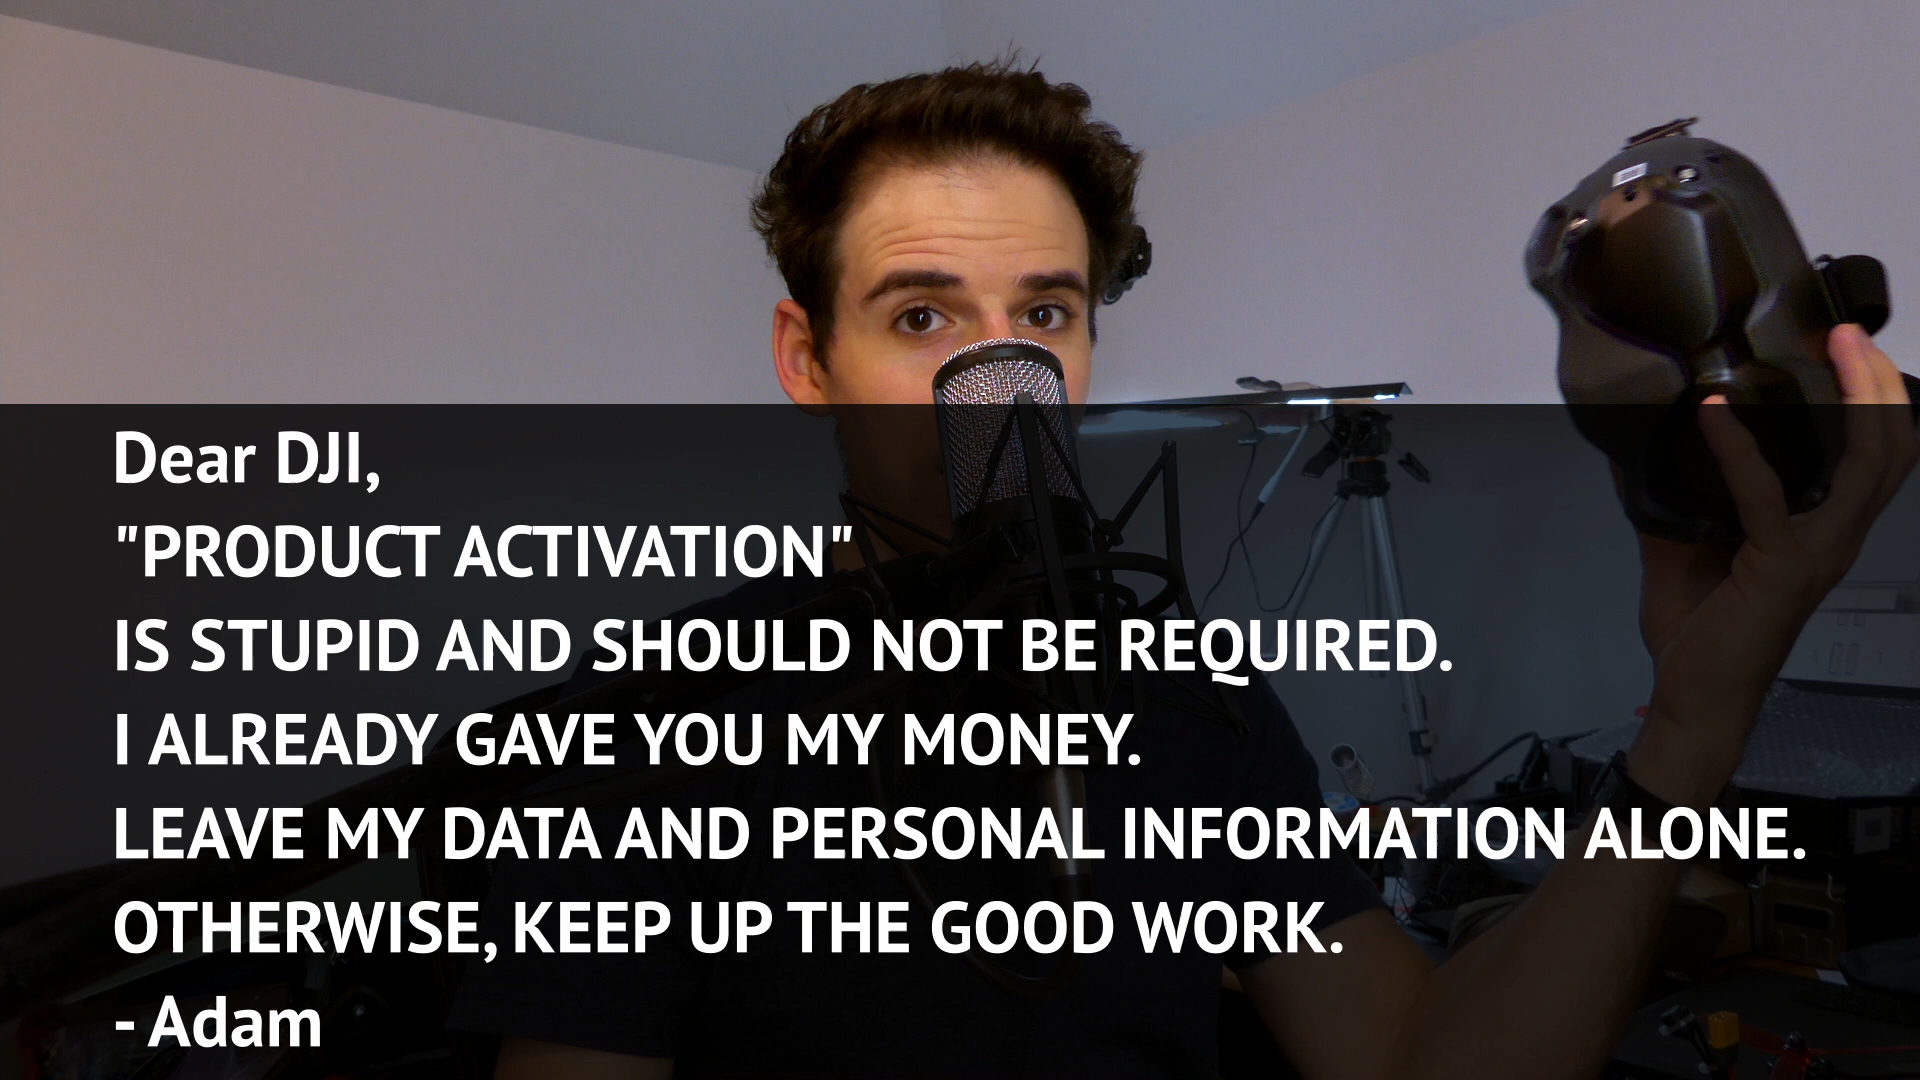 Dear DJI,
"PRODUCT ACTIVATION"
IS STUPID AND SHOULD NOT BE REQUIRED.
I ALREADY GAVE YOU MY MONEY.
LEAVE MY DATA AND PERSONAL INFORMATION ALONE.
OTHERWISE, KEEP UP THE GOOD WORK.
- Adam